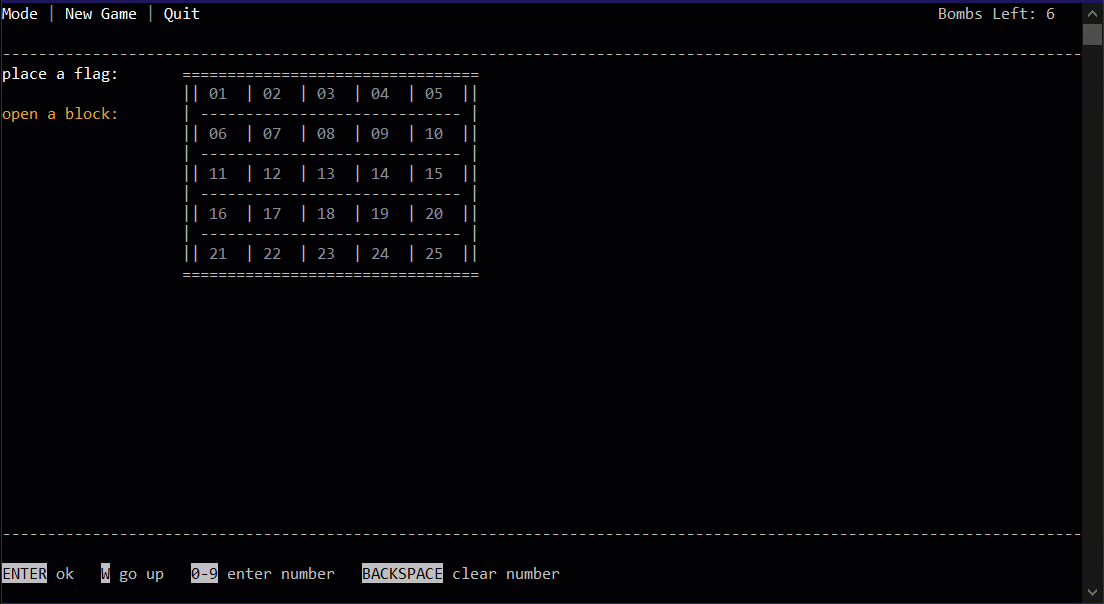 Mode | New Game | Quit Bombs Left: 6
------------------------------------------------------------------------------------------------------------------------
place a flag: =================================
|| 01 | 02 | 03 | 04 | 05 ||
open a block: | ----------------------------- |
|| 06 | 07 | 08 | 09 | 10 ||
| ----------------------------- |
|| 11 | 12 | 13 | 14 | 15 ||
| ----------------------------- |
|| 16 | 17 | 18 | 19 | 20 ||
| ----------------------------- |
|| 21 | 22 | 23 | 24 | 25 ||
=================================
------------------------------------------------------------------------------------------------------------------------
ENTER ok W go up 0-9 enter number BACKSPACE clear number